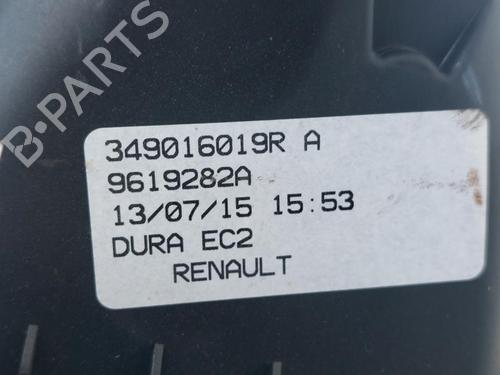 B-PARTS
349016019R A
9619282A
13/07/15 15:53
DURA EC2
RENAULT